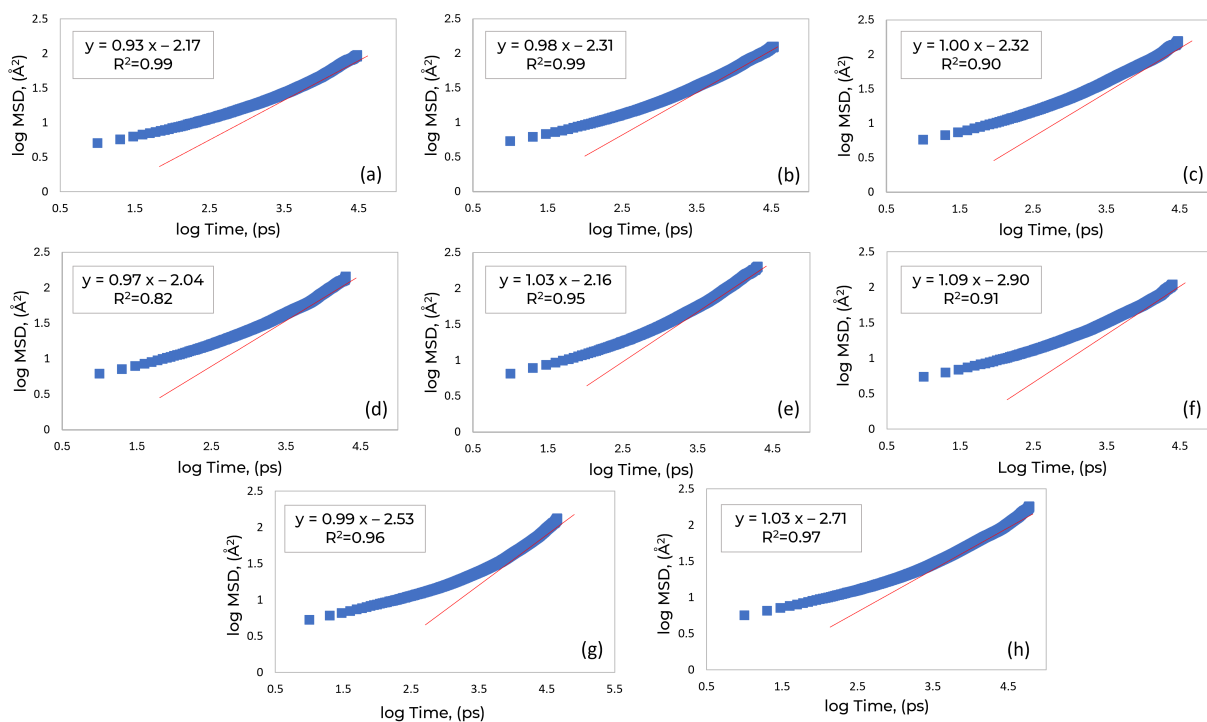 y = 0.93 x – 2.17
R²=0.99
log MSD, (Å²)
2.5
2
1.5
1
0.5
0
0.5
1.5
2.5
3.5
4.5
log Time, (ps)
(a)
y = 0.98 x – 2.31
R²=0.99
log MSD, (Å²)
2.5
2
1.5
1
0.5
0
0.5
1.5
2.5
3.5
4.5
log Time, (ps)
(b)
y = 1.00 x – 2.32
R²=0.90
log MSD, (Å²)
2.5
2
1.5
1
0.5
0
0.5
1.5
2.5
3.5
4.5
log Time, (ps)
(c)
y = 0.97 x – 2.04
R²=0.82
log MSD, (Å²)
2.5
2
1.5
1
0.5
0
0.5
1.5
2.5
3.5
4.5
log Time, (ps)
(d)
y = 1.03 x – 2.16
R²=0.95
log MSD, (Å²)
2.5
2
1.5
1
0.5
0
0.5
1.5
2.5
3.5
4.5
log Time, (ps)
(e)
y = 1.09 x – 2.90
R²=0.91
log MSD, (Å²)
2.5
2
1.5
1
0.5
0
0.5
1.5
2.5
3.5
4.5
Log Time, (ps)
(f)
y = 0.99 x – 2.53
R²=0.96
log MSD, (Å²)
2.5
2
1.5
1
0.5
0
0.5
1.5
2.5
3.5
4.5
5.5
log Time, (ps)
(g)
y = 1.03 x – 2.71
R²=0.97
log MSD, (Å²)
2.5
2
1.5
1
0.5
0
0.5
1.5
2.5
3.5
4.5
log Time, (ps)
(h)